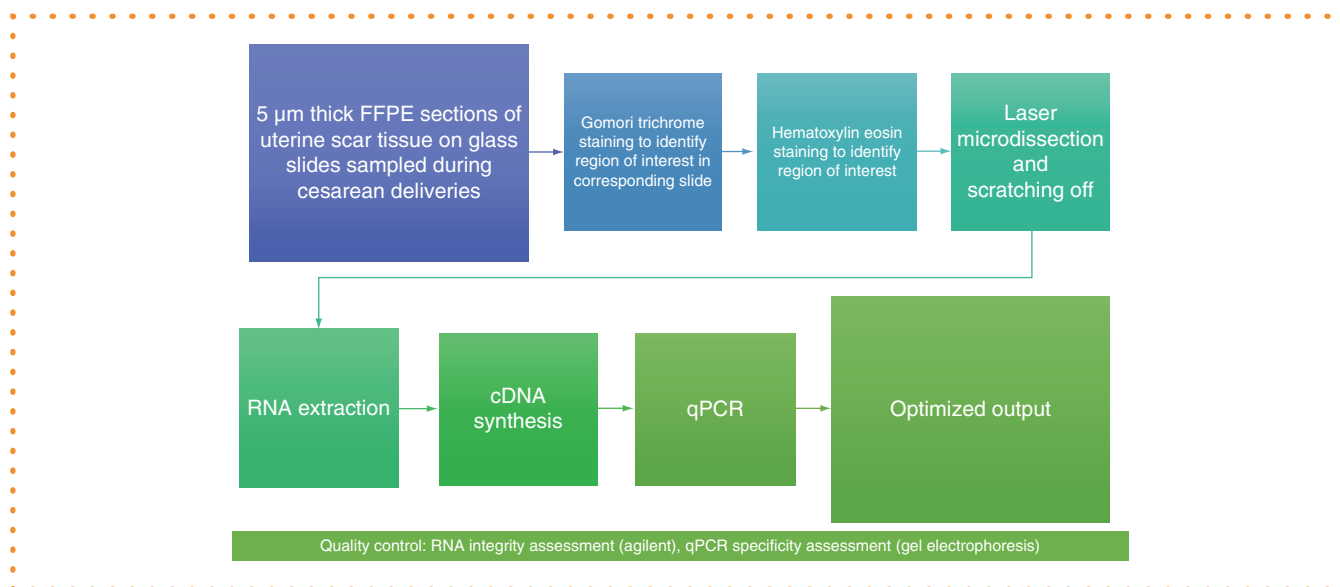 5 µm thick FFPE sections of
uterine scar tissue on glass
slides sampled during
cesarean deliveries
Gomori trichrome
staining to identify
region of interest in
corresponding slide
Hematoxylin eosin
staining to identify
region of interest
Laser
microdissection
and
scratching off
RNA extraction
cDNA
synthesis
qPCR
Optimized output
Quality control: RNA integrity assessment (agilent), qPCR specificity assessment (gel electrophoresis)